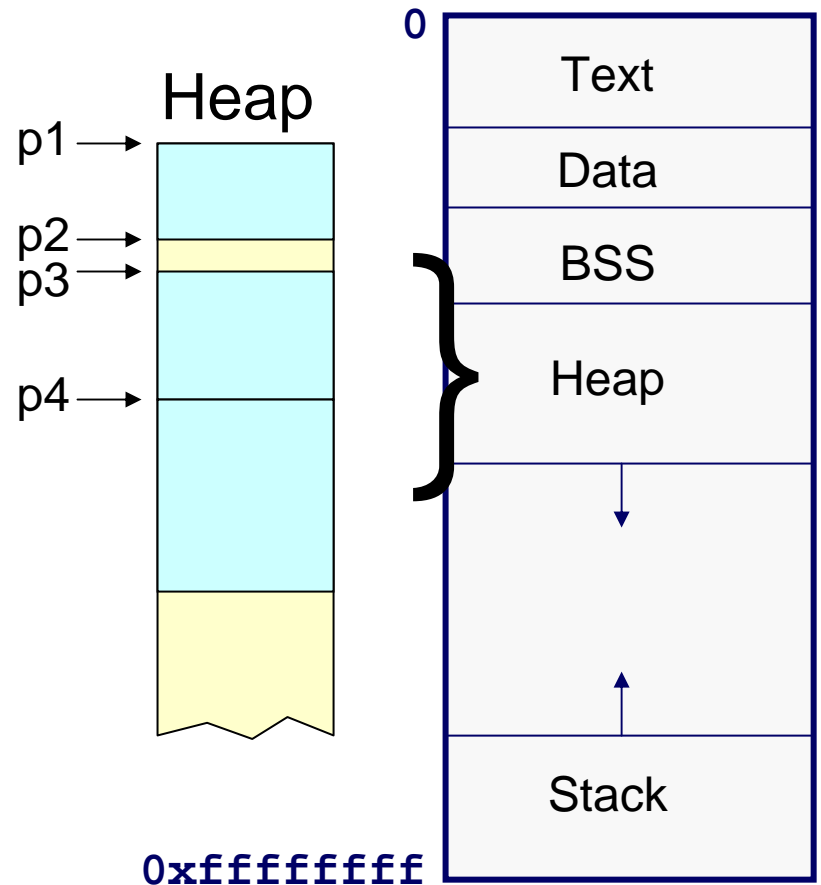 Heap
p1
p2
p3
p4
0
Text
Data
BSS
Heap
Stack
0xffffffff